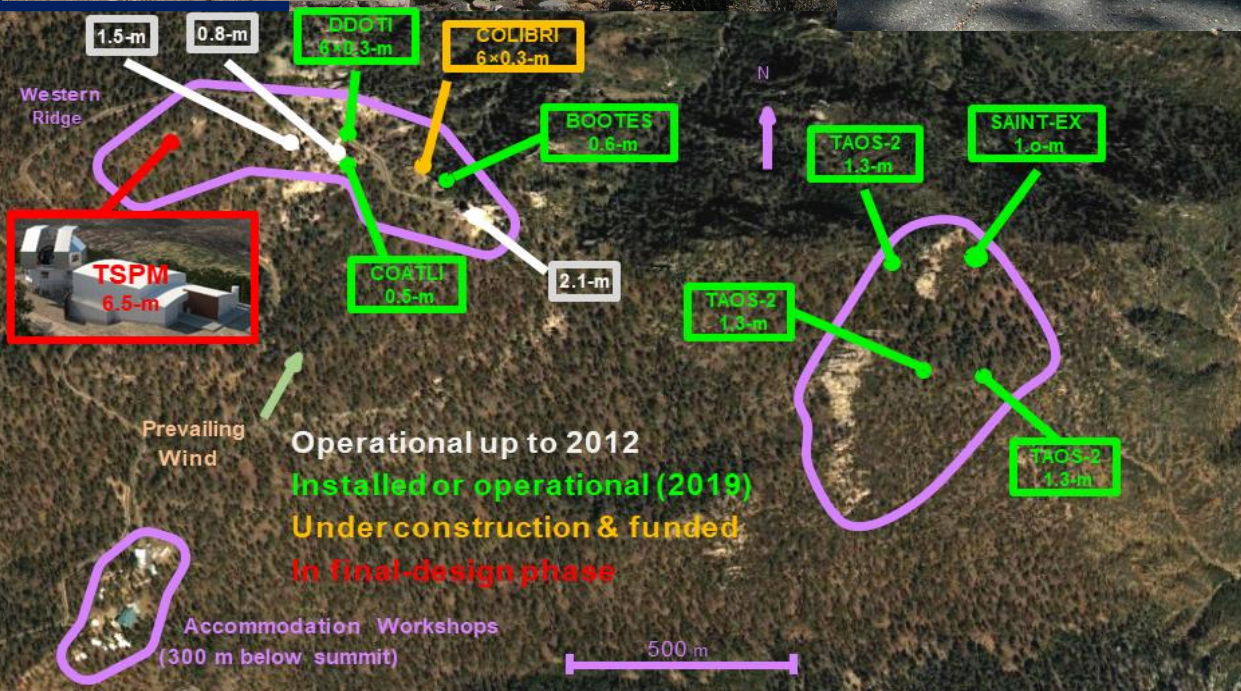 1.5-m
0.8-m
DDOTI
6×0.3-m
COLIBRI
6×0.3-m
N
Western
Ridge
BOOTES
0.6-m
TAOS-2
1.3-m
SAINT-EX
1.o-m
TSPM
6.5-m
COATLI
0.5-m
2.1-m
TAOS-2
1.3-m
Prevailing
Wind
Operational up to 2012
Installed or operational (2019)
Under construction & funded
In final-design phase
TAOS-2
1.3-m
Accommodation Workshops
(300 m below summit)
500 m